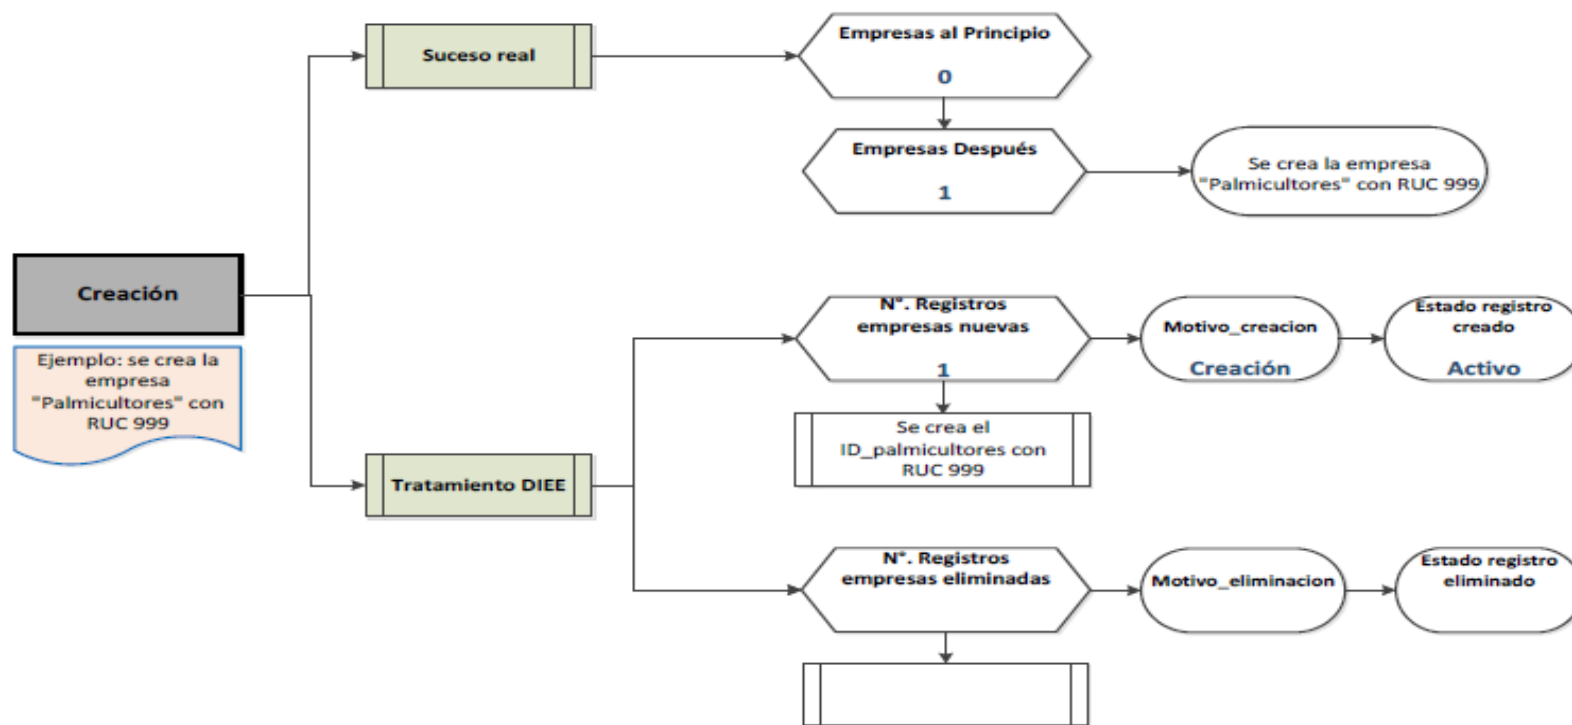 Suceso real
Empresas al Principio
0
Empresas Después
1
Se crea la empresa
"Palmicultores" con RUC 999
Creación
Ejemplo: se crea la
empresa
"Palmicultores" con
RUC 999
Tratamiento DIEE
N°. Registros
empresas nuevas
1
Motivo_creacion
Creación
Estado registro
creado
Activo
Se crea el
ID_palmicultores con
RUC 999
N°. Registros
empresas eliminadas
Motivo_eliminacion
Estado registro
eliminado